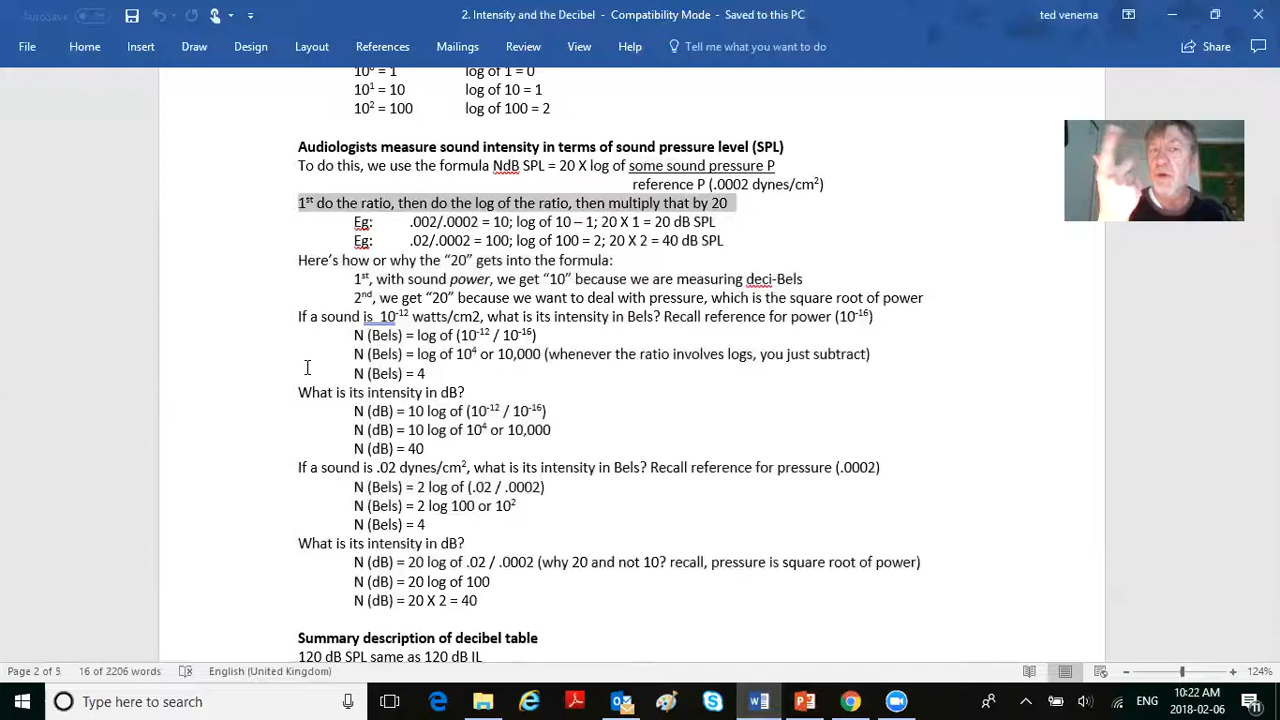 AutoSave
2. Intensity and the Decibel - Compatibility Mode - Saved to this PC
ted venema
File Home Insert Draw Design Layout References Mailings Review View Help Tell me what you want to do Share
10⁰ = 1 log of 1 = 0
10¹ = 10 log of 10 = 1
10² = 100 log of 100 = 2
Audiologists measure sound intensity in terms of sound pressure level (SPL)
To do this, we use the formula NdB SPL = 20 X log of some sound pressure P
reference P (.0002 dynes/cm²)
1ˢᵗ do the ratio, then do the log of the ratio, then multiply that by 20
Eg: .002/.0002 = 10; log of 10 – 1; 20 X 1 = 20 dB SPL
Eg: .02/.0002 = 100; log of 100 = 2; 20 X 2 = 40 dB SPL
Here's how or why the “20” gets into the formula:
1ˢᵗ, with sound power, we get “10” because we are measuring deci-Bels
2ⁿᵈ, we get “20” because we want to deal with pressure, which is the square root of power
If a sound is 10⁻¹² watts/cm2, what is its intensity in Bels? Recall reference for power (10⁻¹⁶)
N (Bels) = log of (10⁻¹² / 10⁻¹⁶)
N (Bels) = log of 10⁴ or 10,000 (whenever the ratio involves logs, you just subtract)
N (Bels) = 4
What is its intensity in dB?
N (dB) = 10 log of (10⁻¹² / 10⁻¹⁶)
N (dB) = 10 log of 10⁴ or 10,000
N (dB) = 40
If a sound is .02 dynes/cm², what is its intensity in Bels? Recall reference for pressure (.0002)
N (Bels) = 2 log of (.02 / .0002)
N (Bels) = 2 log 100 or 10²
N (Bels) = 4
What is its intensity in dB?
N (dB) = 20 log of .02 / .0002 (why 20 and not 10? recall, pressure is square root of power)
N (dB) = 20 log of 100
N (dB) = 20 X 2 = 40
Summary description of decibel table
120 dB SPL same as 120 dB IL
Page 2 of 5 16 of 2206 words English (United Kingdom) 124%
Type here to search
ENG
10:22 AM
2018-02-06